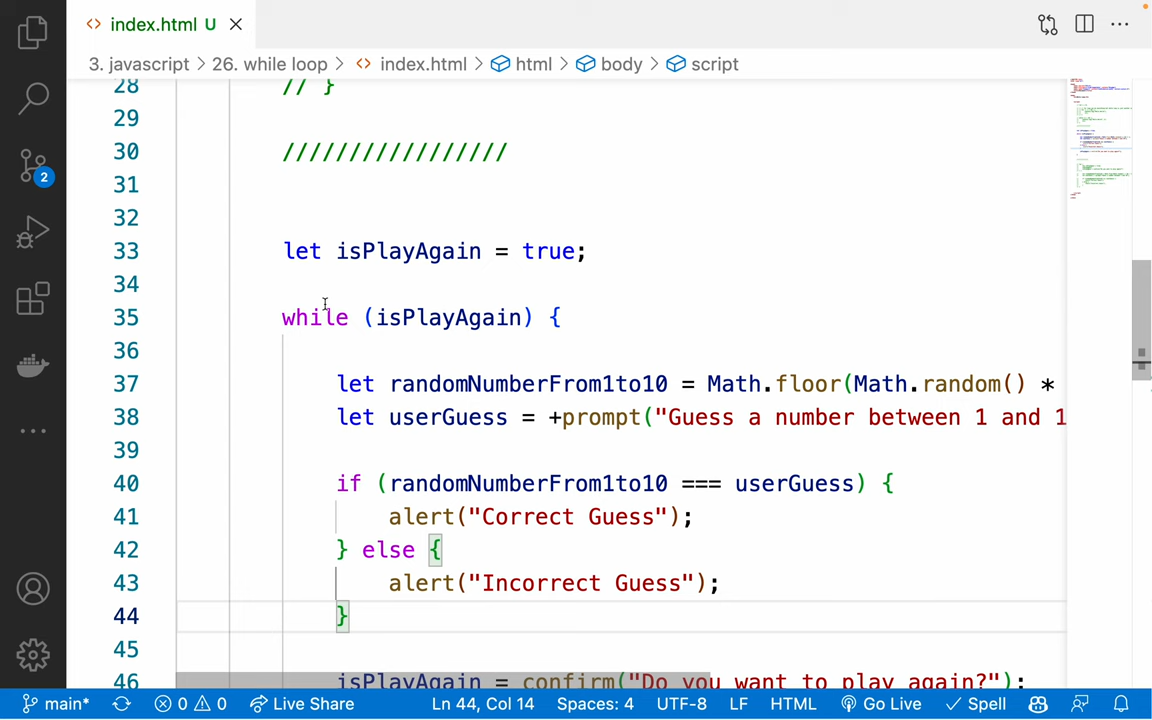 index.html U
3. javascript > 26. while loop > index.html > html > body > script
28 // }
29
30 /////////////////
31
32
33 let isPlayAgain = true;
34
35 while (isPlayAgain) {
36
37 let randomNumberFrom1to10 = Math.floor(Math.random() *
38 let userGuess = +prompt("Guess a number between 1 and 1
39
40 if (randomNumberFrom1to10 === userGuess) {
41 alert("Correct Guess");
42 } else {
43 alert("Incorrect Guess");
44 }
45
46 isPlayAgain = confirm("Do you want to play again?");
2
main* 0 0 Live Share Ln 44, Col 14 Spaces: 4 UTF-8 LF HTML Go Live Spell